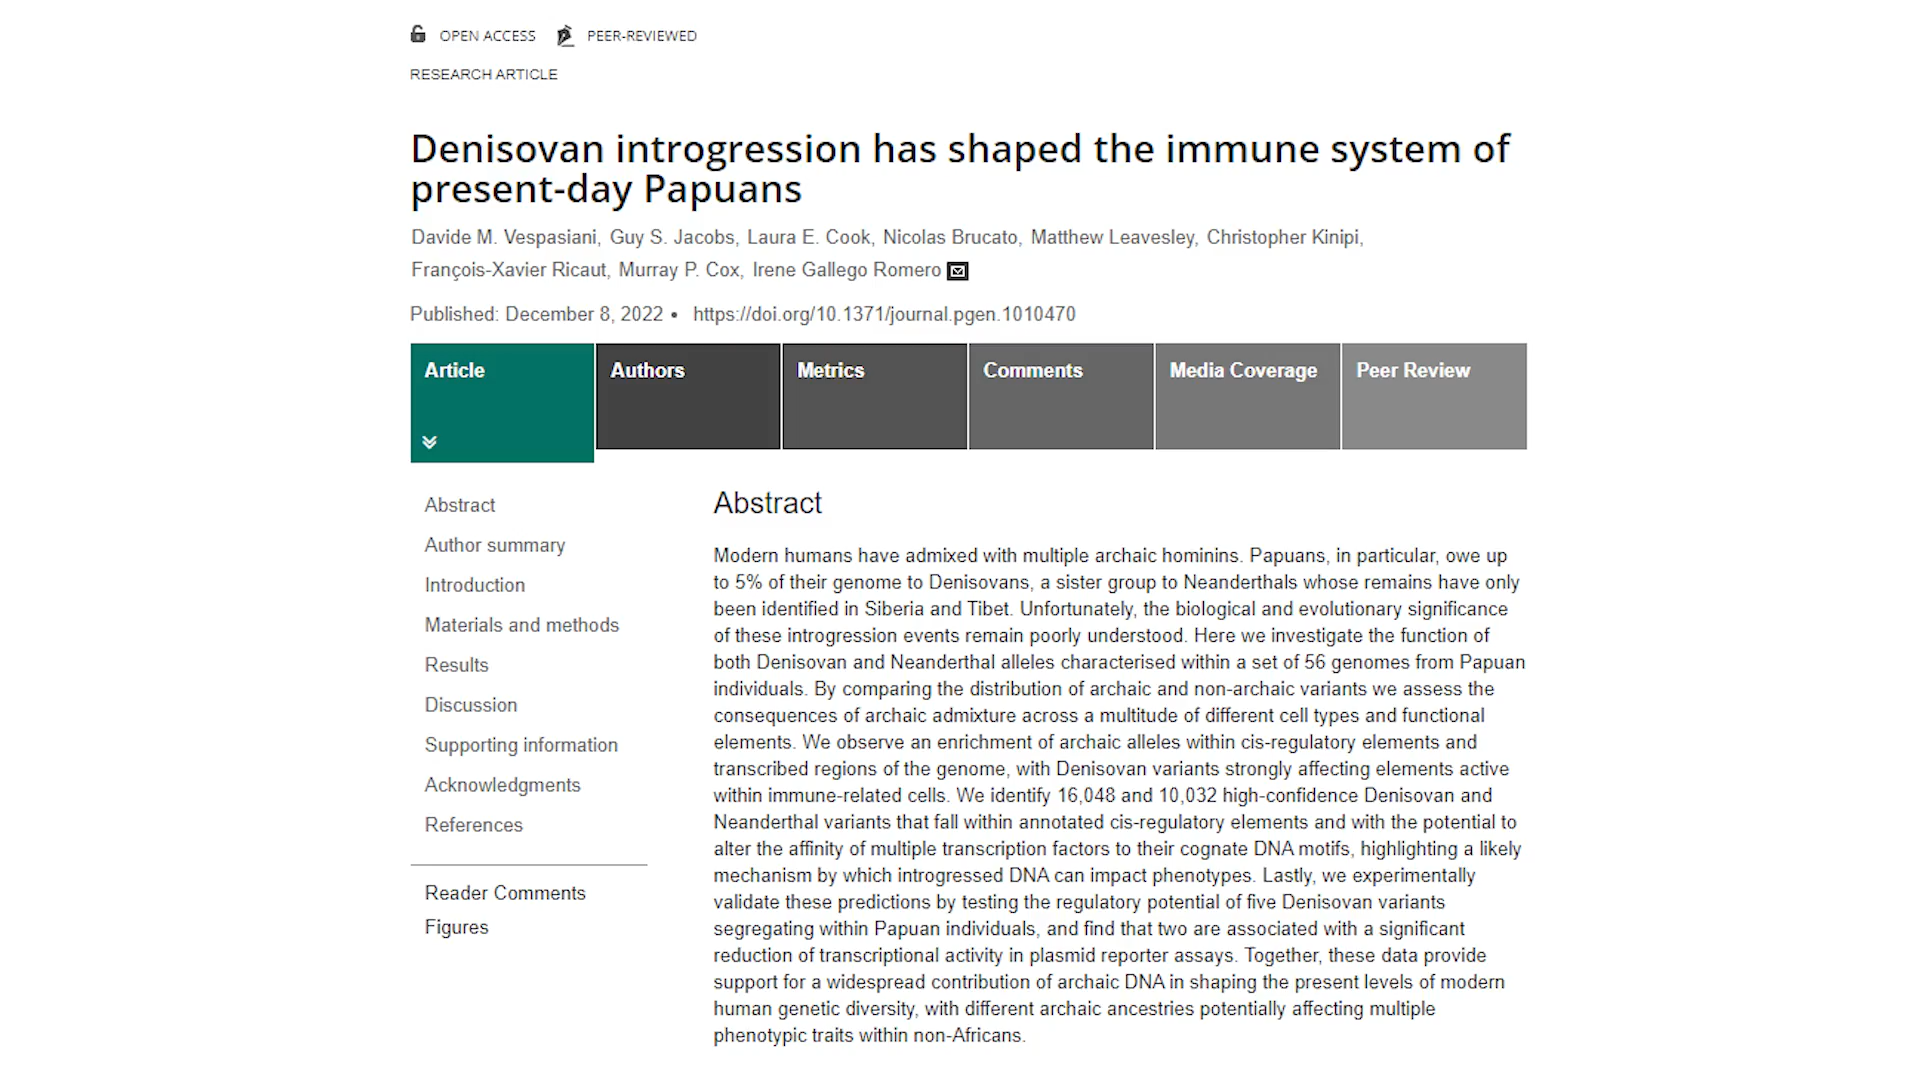 OPEN ACCESS PEER-REVIEWED
RESEARCH ARTICLE
Denisovan introgression has shaped the immune system of
present-day Papuans
Davide M. Vespasiani, Guy S. Jacobs, Laura E. Cook, Nicolas Brucato, Matthew Leavesley, Christopher Kinipi,
François-Xavier Ricaut, Murray P. Cox, Irene Gallego Romero
Published: December 8, 2022 • https://doi.org/10.1371/journal.pgen.1010470
Article Authors Metrics Comments Media Coverage Peer Review
Abstract
Author summary
Introduction
Materials and methods
Results
Discussion
Supporting information
Acknowledgments
References
Reader Comments
Figures
Abstract
Modern humans have admixed with multiple archaic hominins. Papuans, in particular, owe up
to 5% of their genome to Denisovans, a sister group to Neanderthals whose remains have only
been identified in Siberia and Tibet. Unfortunately, the biological and evolutionary significance
of these introgression events remain poorly understood. Here we investigate the function of
both Denisovan and Neanderthal alleles characterised within a set of 56 genomes from Papuan
individuals. By comparing the distribution of archaic and non-archaic variants we assess the
consequences of archaic admixture across a multitude of different cell types and functional
elements. We observe an enrichment of archaic alleles within cis-regulatory elements and
transcribed regions of the genome, with Denisovan variants strongly affecting elements active
within immune-related cells. We identify 16,048 and 10,032 high-confidence Denisovan and
Neanderthal variants that fall within annotated cis-regulatory elements and with the potential to
alter the affinity of multiple transcription factors to their cognate DNA motifs, highlighting a likely
mechanism by which introgressed DNA can impact phenotypes. Lastly, we experimentally
validate these predictions by testing the regulatory potential of five Denisovan variants
segregating within Papuan individuals, and find that two are associated with a significant
reduction of transcriptional activity in plasmid reporter assays. Together, these data provide
support for a widespread contribution of archaic DNA in shaping the present levels of modern
human genetic diversity, with different archaic ancestries potentially affecting multiple
phenotypic traits within non-Africans.